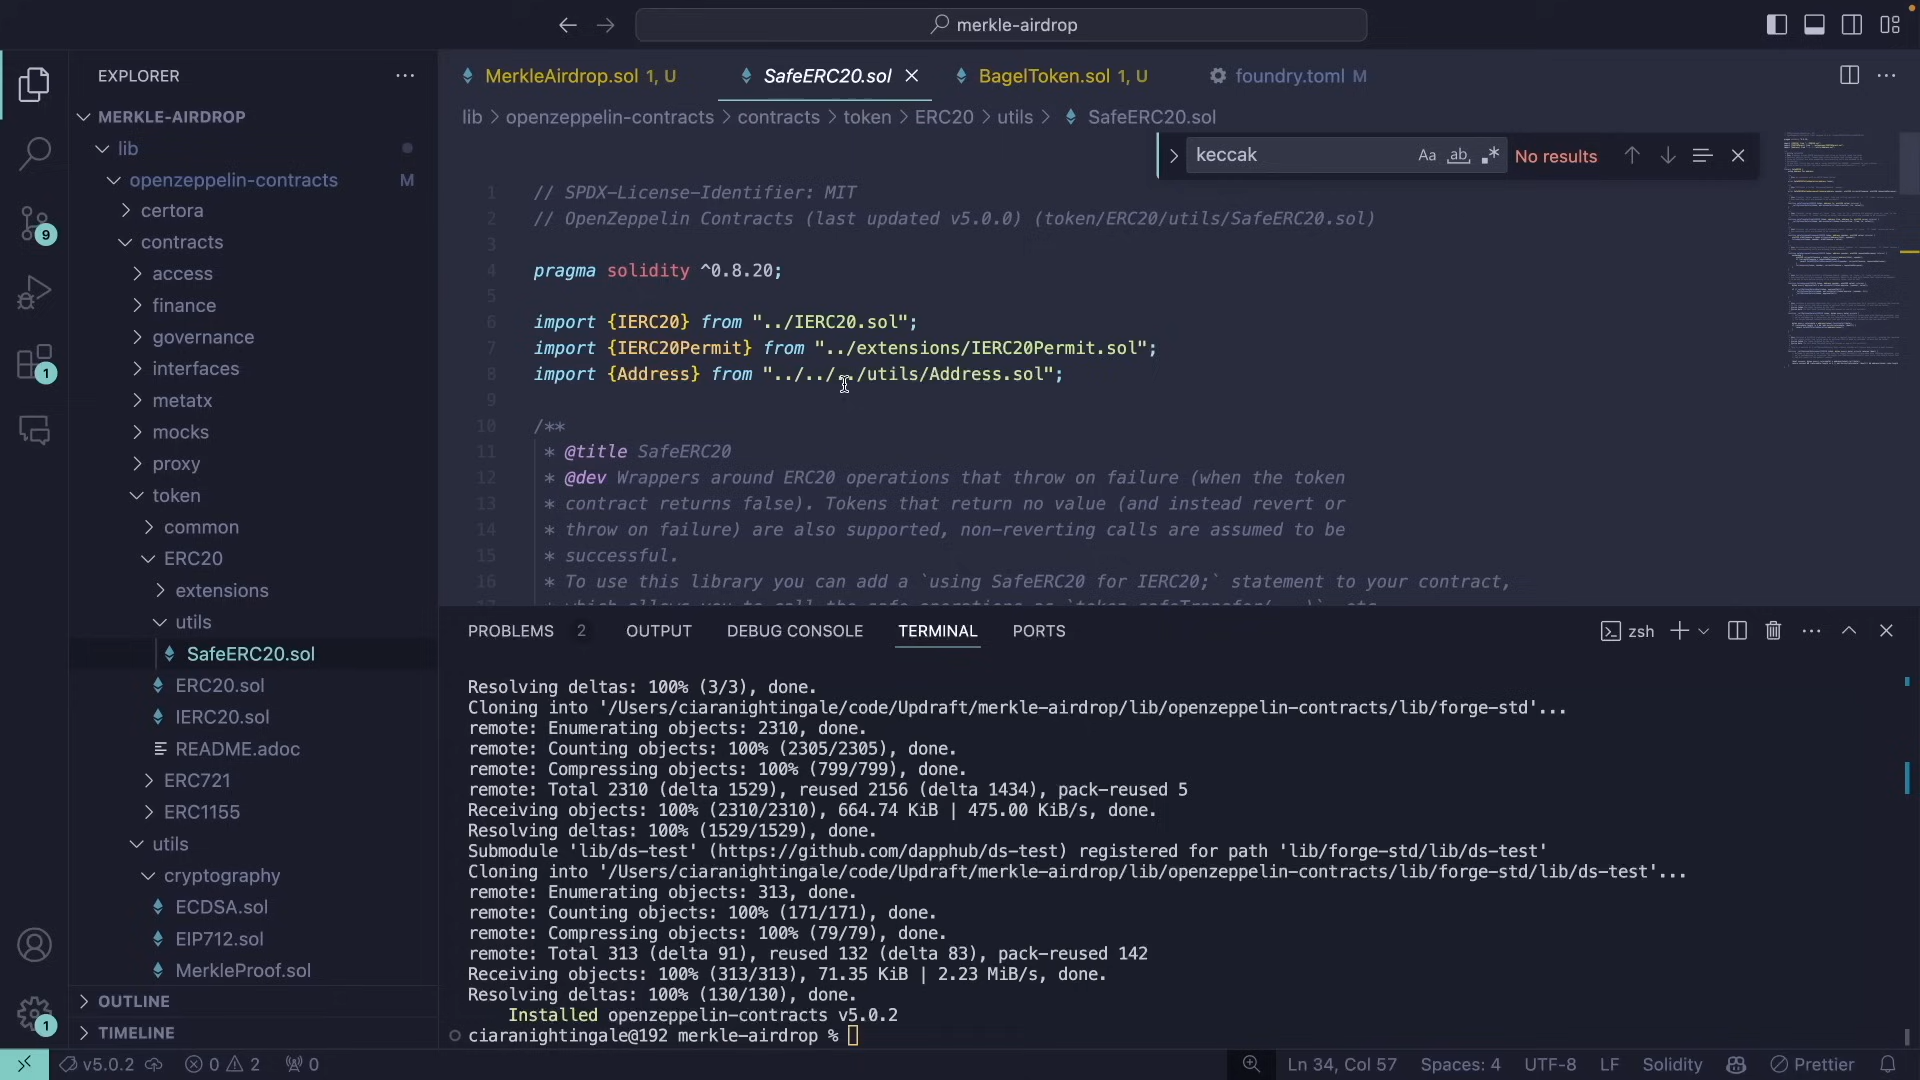 merkle-airdrop
EXPLORER
MERKLE-AIRDROP
lib
openzeppelin-contracts M
certora
contracts
access
finance
governance
interfaces
metatx
mocks
proxy
token
common
ERC20
extensions
utils
SafeERC20.sol
ERC20.sol
IERC20.sol
README.adoc
ERC721
ERC1155
utils
cryptography
ECDSA.sol
EIP712.sol
MerkleProof.sol
OUTLINE
TIMELINE
9
1
1
MerkleAirdrop.sol 1, U
SafeERC20.sol
BagelToken.sol 1, U
foundry.toml M
lib > openzeppelin-contracts > contracts > token > ERC20 > utils > SafeERC20.sol
keccak Aa ab No results
1 // SPDX-License-Identifier: MIT
2 // OpenZeppelin Contracts (last updated v5.0.0) (token/ERC20/utils/SafeERC20.sol)
3
4 pragma solidity ^0.8.20;
5
6 import {IERC20} from "../IERC20.sol";
7 import {IERC20Permit} from "../extensions/IERC20Permit.sol";
8 import {Address} from "../../../utils/Address.sol";
9
10 /**
11 * @title SafeERC20
12 * @dev Wrappers around ERC20 operations that throw on failure (when the token
13 * contract returns false). Tokens that return no value (and instead revert or
14 * throw on failure) are also supported, non-reverting calls are assumed to be
15 * successful.
16 * To use this library you can add a `using SafeERC20 for IERC20;` statement to your contract,
PROBLEMS 2 OUTPUT DEBUG CONSOLE TERMINAL PORTS
zsh
Resolving deltas: 100% (3/3), done.
Cloning into '/Users/ciaranightingale/code/Updraft/merkle-airdrop/lib/openzeppelin-contracts/lib/forge-std'...
remote: Enumerating objects: 2310, done.
remote: Counting objects: 100% (2305/2305), done.
remote: Compressing objects: 100% (799/799), done.
remote: Total 2310 (delta 1529), reused 2156 (delta 1434), pack-reused 5
Receiving objects: 100% (2310/2310), 664.74 KiB | 475.00 KiB/s, done.
Resolving deltas: 100% (1529/1529), done.
Submodule 'lib/ds-test' (https://github.com/dapphub/ds-test) registered for path 'lib/forge-std/lib/ds-test'
Cloning into '/Users/ciaranightingale/code/Updraft/merkle-airdrop/lib/openzeppelin-contracts/lib/forge-std/lib/ds-test'...
remote: Enumerating objects: 313, done.
remote: Counting objects: 100% (171/171), done.
remote: Compressing objects: 100% (79/79), done.
remote: Total 313 (delta 91), reused 132 (delta 83), pack-reused 142
Receiving objects: 100% (313/313), 71.35 KiB | 2.23 MiB/s, done.
Resolving deltas: 100% (130/130), done.
Installed openzeppelin-contracts v5.0.2
ciaranightingale@192 merkle-airdrop %
v5.0.2 0 2 0 Ln 34, Col 57 Spaces: 4 UTF-8 LF Solidity Prettier